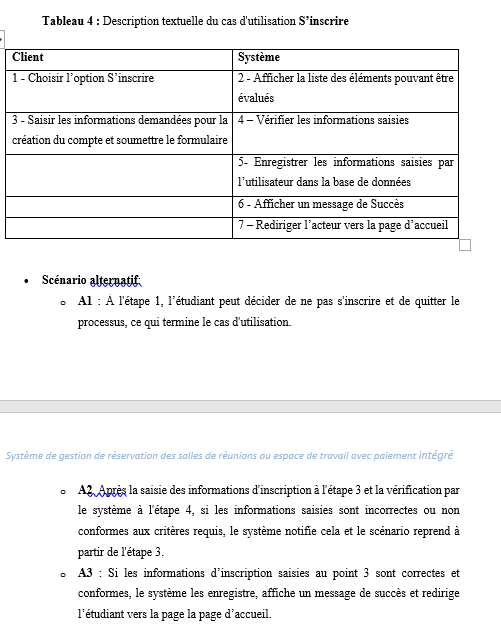 Tableau 4 : Description textuelle du cas d'utilisation S'inscrire
Client Système
1 - Choisir l'option S'inscrire 2 - Afficher la liste des éléments pouvant être
évalués
3 - Saisir les informations demandées pour la 4 – Vérifier les informations saisies
création du compte et soumettre le formulaire
5- Enregistrer les informations saisies par
l'utilisateur dans la base de données
6 - Afficher un message de Succès
7 – Rediriger l'acteur vers la page d'accueil
• Scénario alternatif:
o A1 : À l'étape 1, l'étudiant peut décider de ne pas s'inscrire et de quitter le
processus, ce qui termine le cas d'utilisation.
Système de gestion de réservation des salles de réunions ou espace de travail avec paiement intégré
o A2 Après la saisie des informations d'inscription à l'étape 3 et la vérification par
le système à l'étape 4, si les informations saisies sont incorrectes ou non
conformes aux critères requis, le système notifie cela et le scénario reprend à
partir de l'étape 3.
o A3 : Si les informations d'inscription saisies au point 3 sont correctes et
conformes, le système les enregistre, affiche un message de succès et redirige
l'étudiant vers la page la page d'accueil.